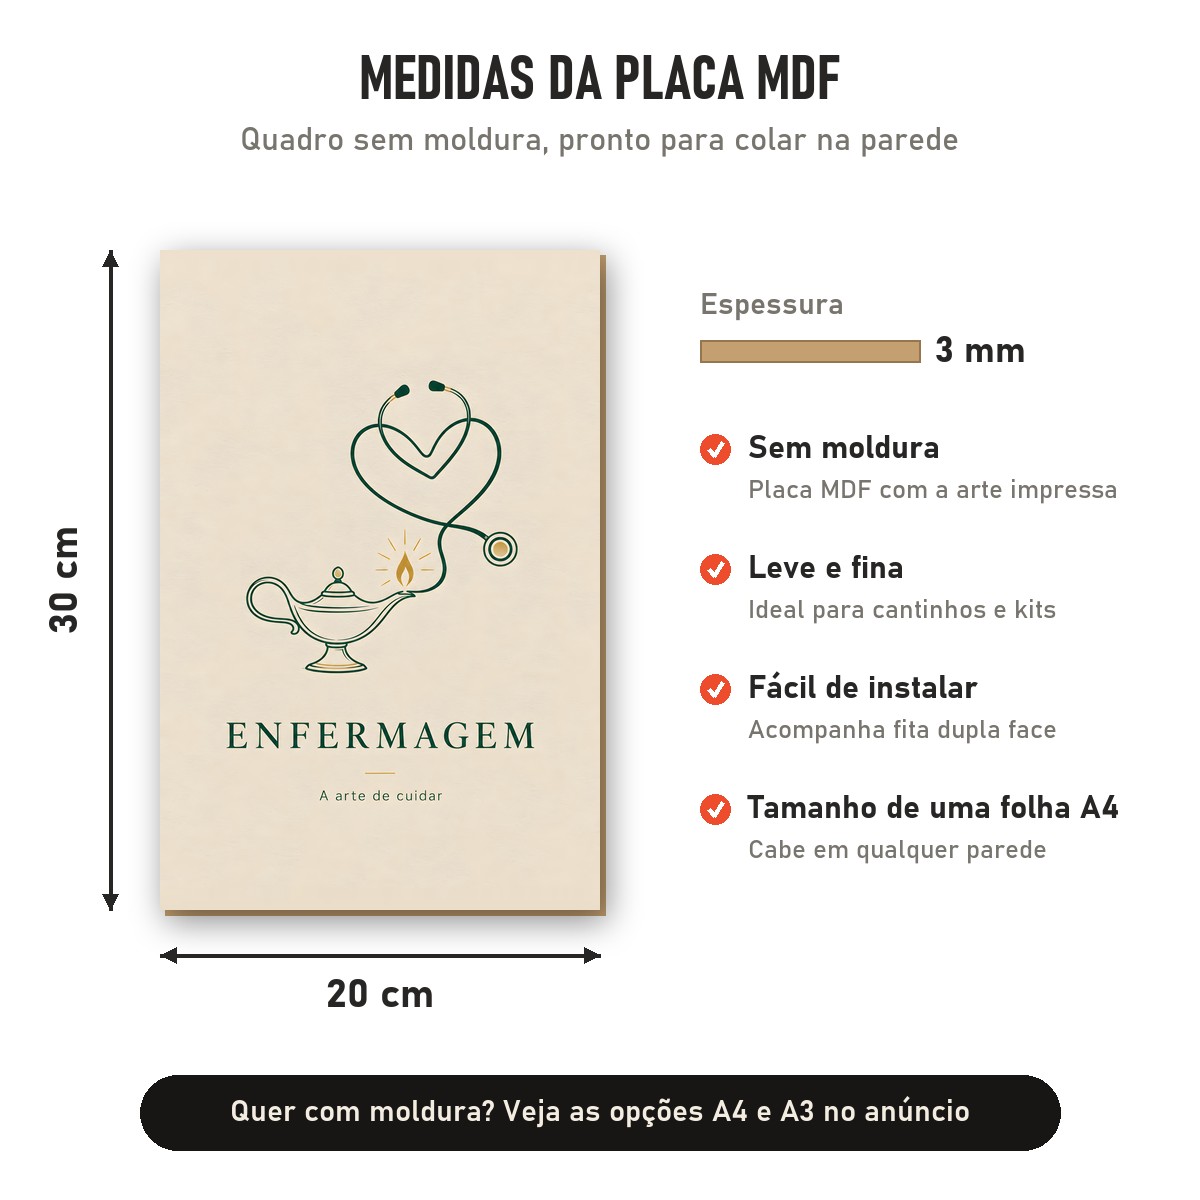 MEDIDAS DA PLACA MDF
Quadro sem moldura, pronto para colar na parede
30 cm
ENFERMAGEM
A arte de cuidar
20 cm
Espessura
3 mm
Sem moldura
Placa MDF com a arte impressa
Leve e fina
Ideal para cantinhos e kits
Fácil de instalar
Acompanha fita dupla face
Tamanho de uma folha A4
Cabe em qualquer parede
Quer com moldura? Veja as opções A4 e A3 no anúncio